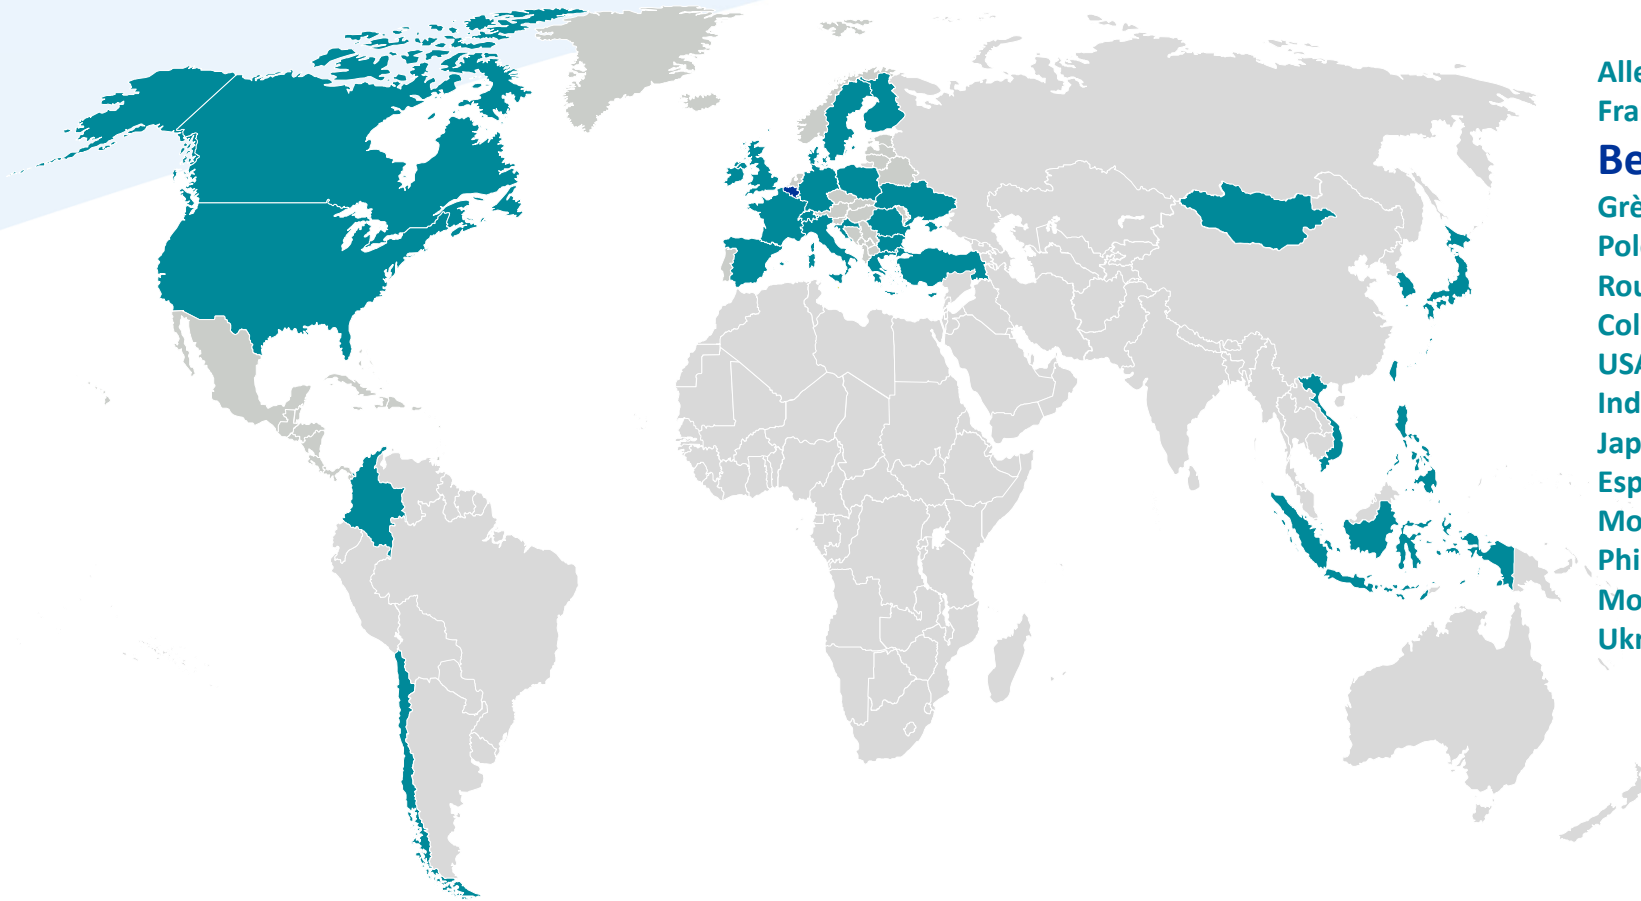 Alle
Fra
Be
Grè
Pol
Rou
Col
USA
Ind
Jap
Esp
Mo
Phi
Mo
Ukr